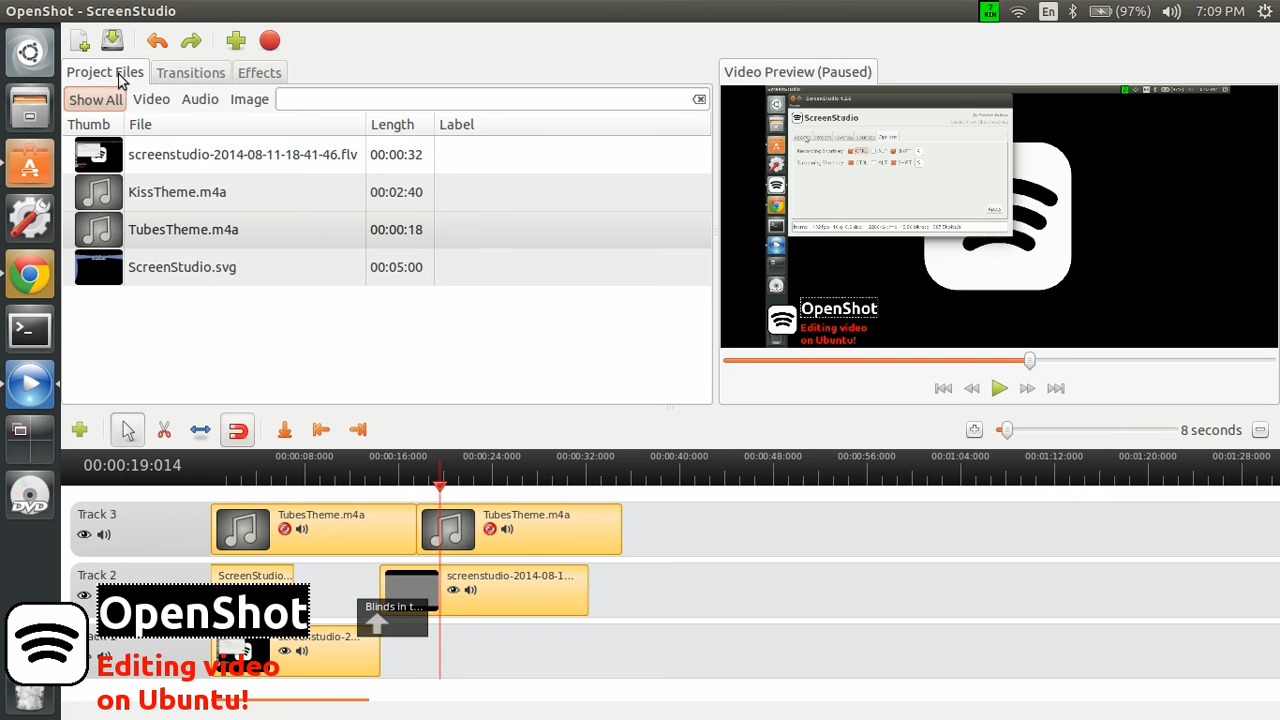 OpenShot - ScreenStudio
7 MIN
En
(97%)
7:09 PM
Project Files
Transitions
Effects
Show All
Video
Audio
Image
Thumb
File
Length
Label
screenstudio-2014-08-11-18-41-46.flv
00:00:32
KissTheme.m4a
00:02:40
TubesTheme.m4a
00:00:18
ScreenStudio.svg
00:05:00
Video Preview (Paused)
ScreenStudio
OpenShot
Editing video
on Ubuntu!
8 seconds
00:00:19:014
00:00:08:000
00:00:16:000
00:00:24:000
00:00:32:000
00:00:40:000
00:00:48:000
00:00:56:000
00:01:04:000
00:01:12:000
00:01:20:000
00:01:28:000
Track 3
TubesTheme.m4a
TubesTheme.m4a
Track 2
ScreenStudio...
screenstudio-2014-08-1...
Blinds in t...
OpenShot
Editing video
on Ubuntu!
DVD